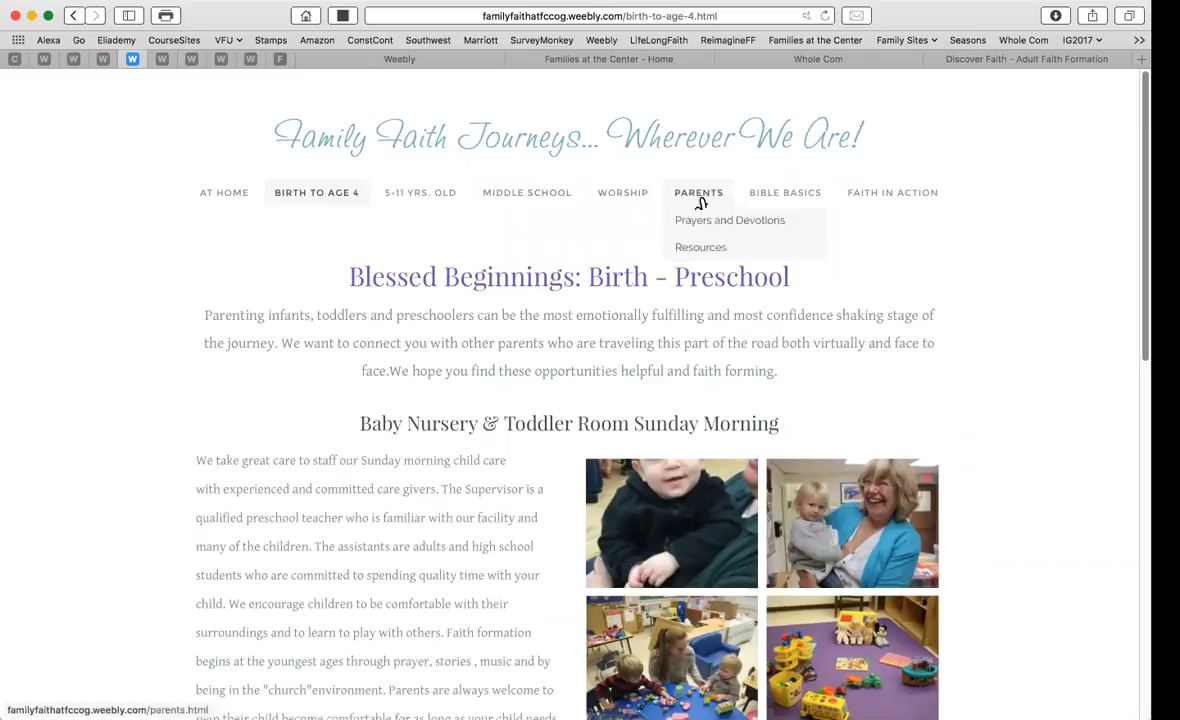 familyfaithatfccog.weebly.com/birth-to-age-4.html
Alexa Go Eliademy CourseSites VFU Stamps Amazon ConstCont Southwest Marriott SurveyMonkey Weebly LifeLongFaith ReimagineFF Families at the Center Family Sites Seasons Whole Com IG2017 >>
C W W W W W W W W F Weebly Families at the Center - Home Whole Com Discover Faith - Adult Faith Formation +
Family Faith Journeys... Wherever We Are!
AT HOME BIRTH TO AGE 4 5-11 YRS. OLD MIDDLE SCHOOL WORSHIP PARENTS BIBLE BASICS FAITH IN ACTION
Prayers and Devotions
Resources
Blessed Beginnings: Birth - Preschool
Parenting infants, toddlers and preschoolers can be the most emotionally fulfilling and most confidence shaking stage of
the journey. We want to connect you with other parents who are traveling this part of the road both virtually and face to
face.We hope you find these opportunities helpful and faith forming.
Baby Nursery & Toddler Room Sunday Morning
We take great care to staff our Sunday morning child care
with experienced and committed care givers. The Supervisor is a
qualified preschool teacher who is familiar with our facility and
many of the children. The assistants are adults and high school
students who are committed to spending quality time with your
child. We encourage children to be comfortable with their
surroundings and to learn to play with others. Faith formation
begins at the youngest ages through prayer, stories , music and by
being in the "church"environment. Parents are always welcome to
help their child become comfortable for as long as your child needs
familyfaithatfccog.weebly.com/parents.html